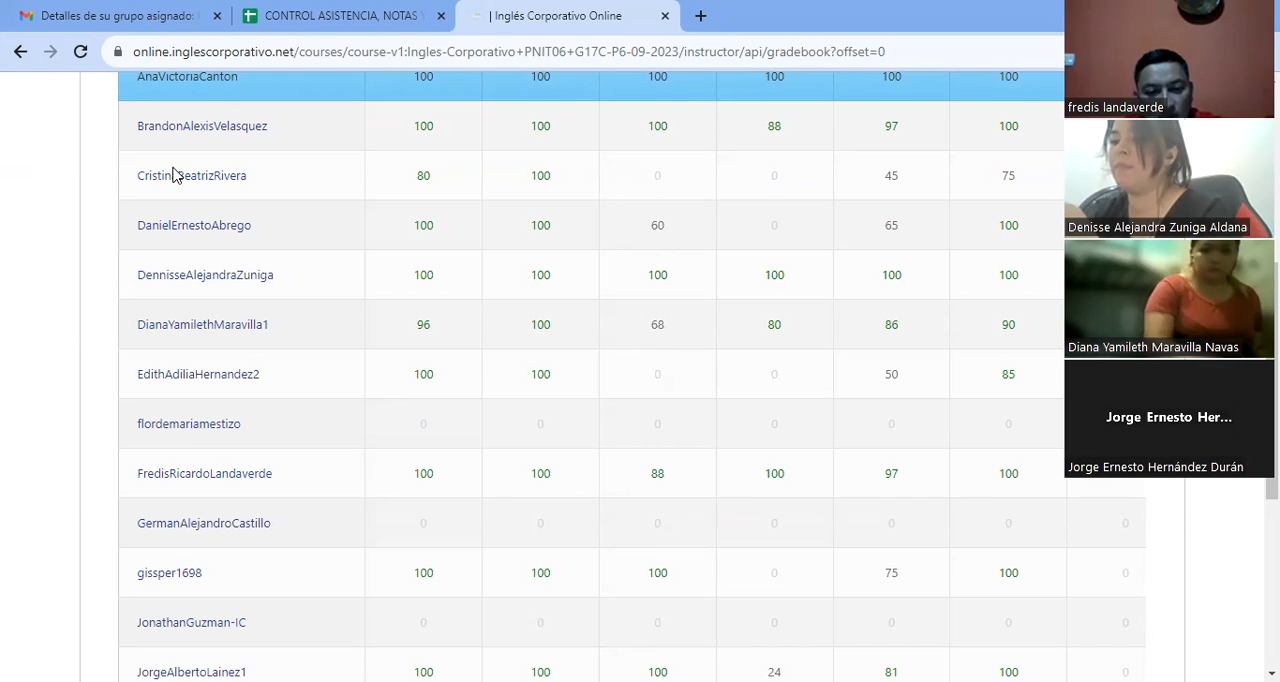 Detalles de su grupo asignado:
CONTROL ASISTENCIA, NOTAS Y
| Inglés Corporativo Online
online.inglescorporativo.net/courses/course-v1:Ingles-Corporativo+PNIT06+G17C-P6-09-2023/instructor/api/gradebook?offset=0
AnaVictoriaCanton 100 100 100 100 100 100
BrandonAlexisVelasquez 100 100 100 88 97 100
CristinaBeatrizRivera 80 100 0 0 45 75
DanielErnestoAbrego 100 100 60 0 65 100
DennisseAlejandraZuniga 100 100 100 100 100 100
DianaYamilethMaravilla1 96 100 68 80 86 90
EdithAdiliaHernandez2 100 100 0 0 50 85
flordemariamestizo 0 0 0 0 0 0
FredisRicardoLandaverde 100 100 88 100 97 100
GermanAlejandroCastillo 0 0 0 0 0 0 0
gissper1698 100 100 100 0 75 100 0
JonathanGuzman-IC 0 0 0 0 0 0 0
JorgeAlbertoLainez1 100 100 100 24 81 100 0
fredis landaverde
Denisse Alejandra Zuniga Aldana
Diana Yamileth Maravilla Navas
Jorge Ernesto Her...
Jorge Ernesto Hernández Durán